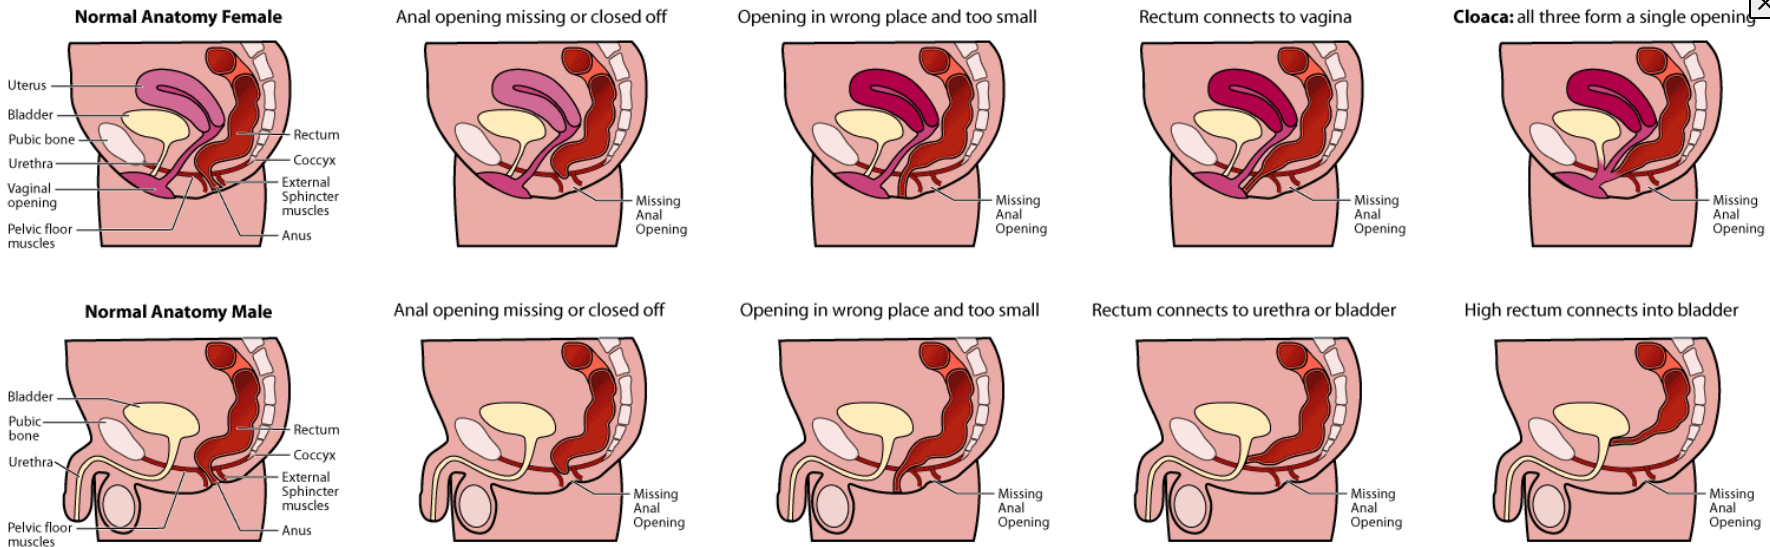 Normal Anatomy Female
Anal opening missing or closed off
Opening in wrong place and too small
Rectum connects to vagina
Cloaca: all three form a single opening
Uterus
Bladder
Pubic bone
Urethra
Vaginal
opening
Pelvic floor
muscles
Rectum
Coccyx
External
Sphincter
muscles
Anus
Missing
Anal
Opening
Missing
Anal
Opening
Missing
Anal
Opening
Missing
Anal
Opening
Normal Anatomy Male
Anal opening missing or closed off
Opening in wrong place and too small
Rectum connects to urethra or bladder
High rectum connects into bladder
Bladder
Pubic
bone
Urethra
Pelvic floor
muscles
Rectum
Coccyx
External
Sphincter
muscles
Anus
Missing
Anal
Opening
Missing
Anal
Opening
Missing
Anal
Opening
Missing
Anal
Opening